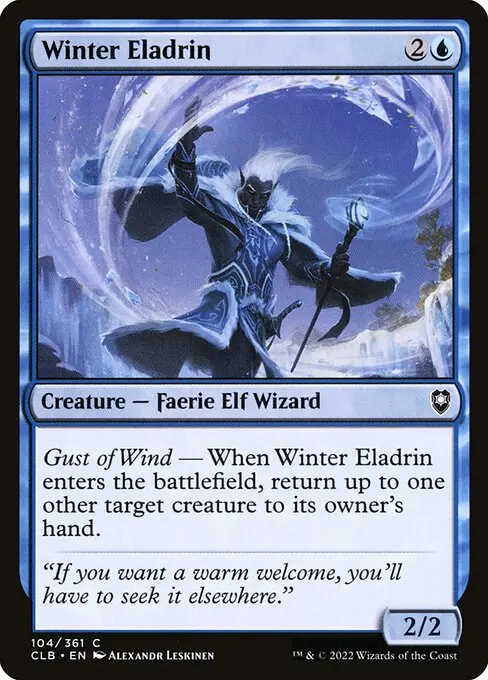 Winter Eladrin 2
Creature — Faerie Elf Wizard
Gust of Wind — When Winter Eladrin
enters the battlefield, return up to one
other target creature to its owner's
hand.
"If you want a warm welcome, you'll
have to seek it elsewhere."
2/2
104/361 C
CLB • EN Alexandr Leskinen
™ & © 2022 Wizards of the Coast